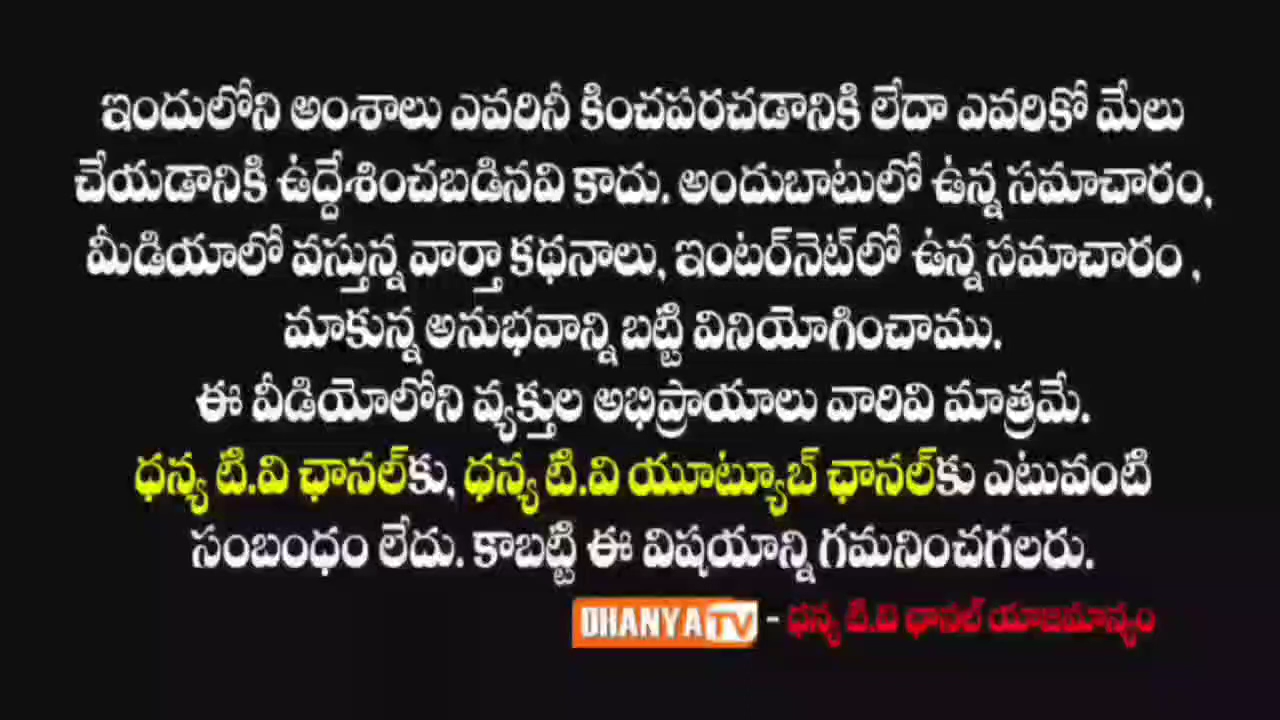 ఇందులోని అంశాలు ఎవరినీ కించపరచడానికి లేదా ఎవరికో మేలు
చేయడానికి ఉద్దేశించబడినవి కాదు. అందుబాటులో ఉన్న సమాచారం,
మీడియాలో వస్తున్న వార్తా కథనాలు, ఇంటర్‌నెట్‌లో ఉన్న సమాచారం ,
మాకున్న అనుభవాన్ని బట్టి వినియోగించాము.
ఈ వీడియోలోని వ్యక్తుల అభిప్రాయాలు వారివి మాత్రమే.
ధన్య టి.వి ఛానల్‌కు, ధన్య టి.వి యూట్యూబ్ ఛానల్‌కు ఎటువంటి
సంబంధం లేదు. కాబట్టి ఈ విషయాన్ని గమనించగలరు.
DHANYA TV - ధన్య టి.వి ఛానల్ యాజమాన్యం